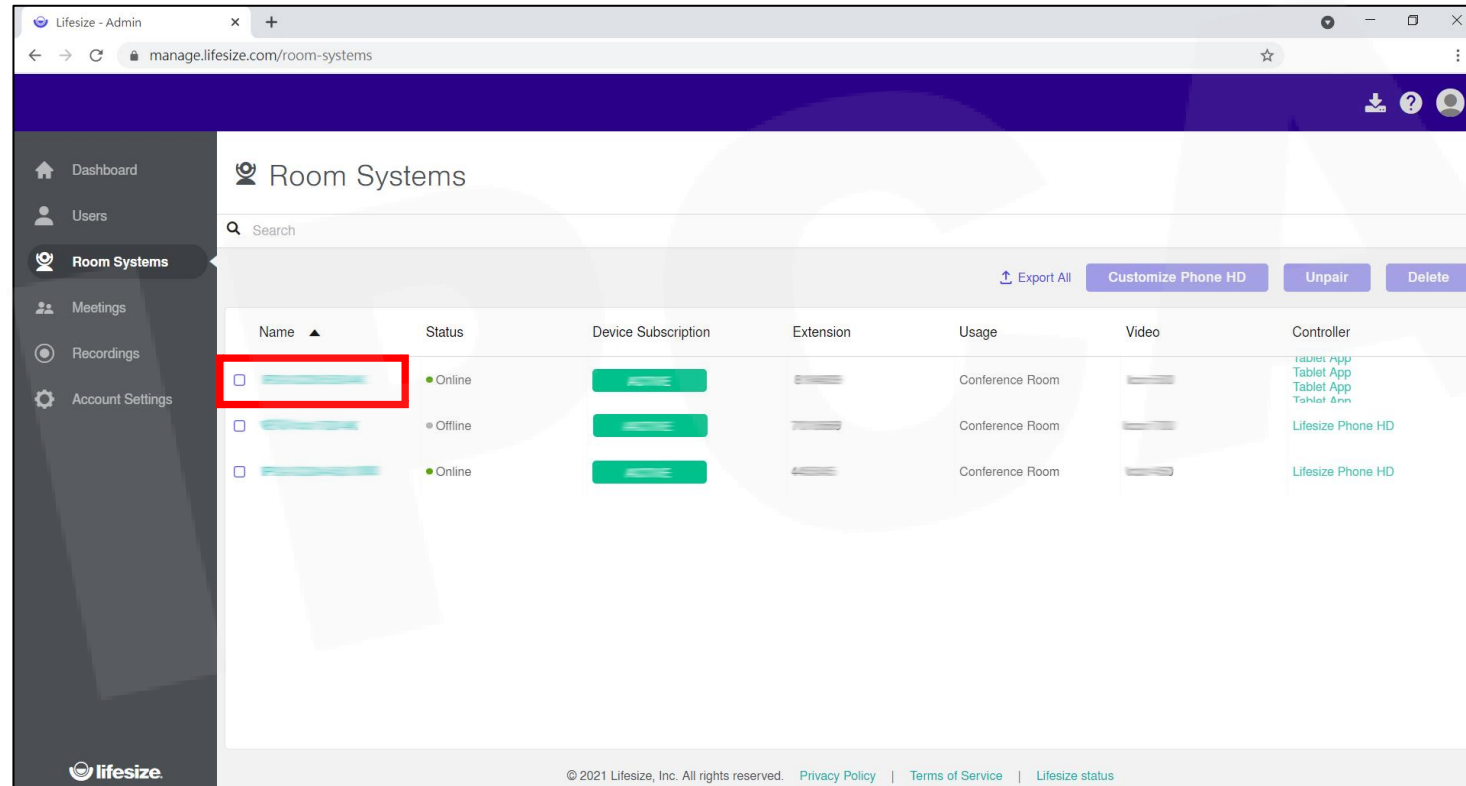 Lifesize - Admin
manage.lifesize.com/room-systems
Dashboard
Users
Room Systems
Meetings
Recordings
Account Settings
lifesize
Room Systems
Search
Export All Customize Phone HD Unpair Delete
Name Status Device Subscription Extension Usage Video Controller
Online Conference Room
Tablet App
Tablet App
Tablet App
Tablet App
Offline Conference Room Lifesize Phone HD
Online Conference Room Lifesize Phone HD
© 2021 Lifesize, Inc. All rights reserved. Privacy Policy | Terms of Service | Lifesize status